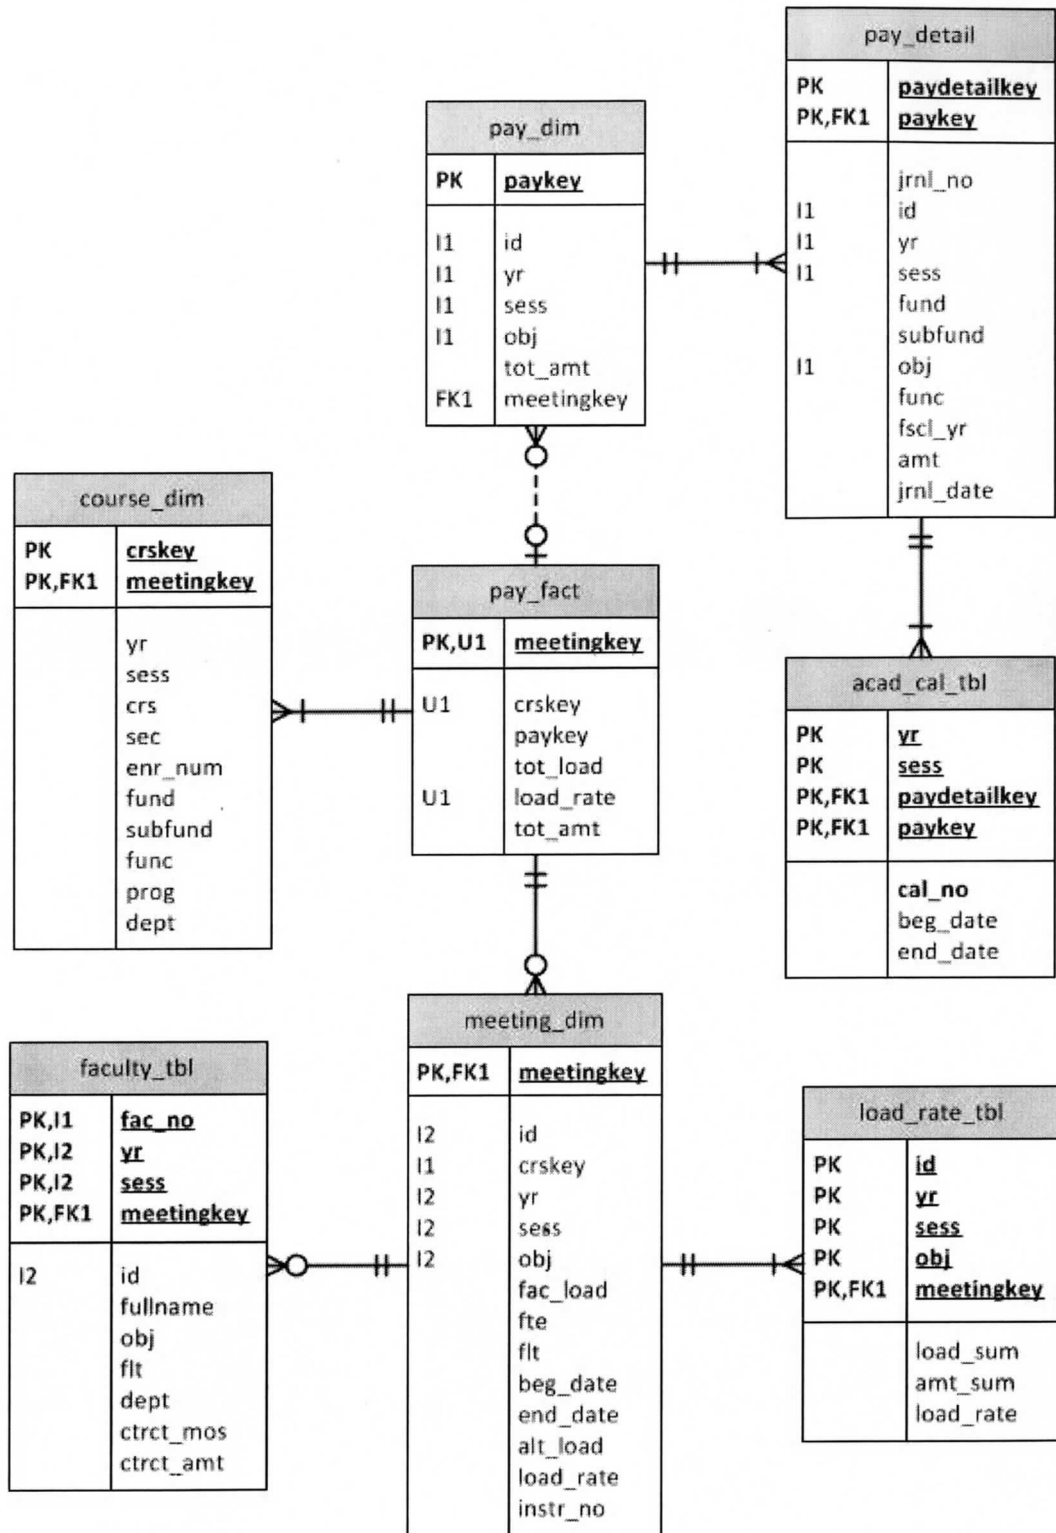 pay_detail
PK paydetailkey
PK,FK1 paykey
jrnl_no
I1 id
I1 yr
I1 sess
fund
subfund
I1 obj
func
fscl_yr
amt
jrnl_date
pay_dim
PK paykey
I1 id
I1 yr
I1 sess
I1 obj
tot_amt
FK1 meetingkey
course_dim
PK crskey
PK,FK1 meetingkey
yr
sess
crs
sec
enr_num
fund
subfund
func
prog
dept
pay_fact
PK,U1 meetingkey
U1 crskey
paykey
tot_load
U1 load_rate
tot_amt
acad_cal_tbl
PK yr
PK sess
PK,FK1 paydetailkey
PK,FK1 paykey
cal_no
beg_date
end_date
meeting_dim
PK,FK1 meetingkey
I2 id
I1 crskey
I2 yr
I2 sess
I2 obj
fac_load
fte
flt
beg_date
end_date
alt_load
load_rate
instr_no
faculty_tbl
PK,I1 fac_no
PK,I2 yr
PK,I2 sess
PK,FK1 meetingkey
I2 id
fullname
obj
flt
dept
ctrct_mos
ctrct_amt
load_rate_tbl
PK id
PK yr
PK sess
PK obj
PK,FK1 meetingkey
load_sum
amt_sum
load_rate